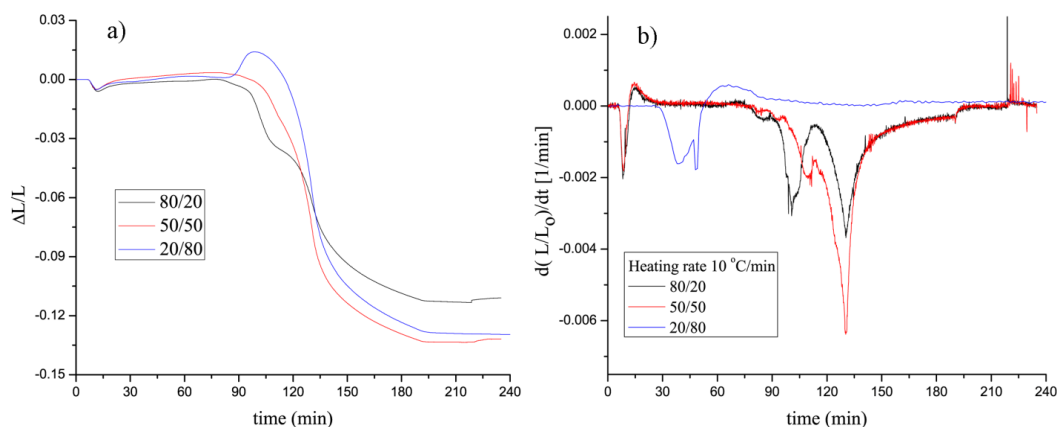 a)
0.03
0.00
-0.03
-0.06
-0.09
-0.12
-0.15
ΔL/L
80/20
50/50
20/80
0 30 60 90 120 150 180 210 240
time (min)
b)
0.002
0.000
-0.002
-0.004
-0.006
d( L/Lo)/dt [1/min]
Heating rate 10 °C/min
80/20
50/50
20/80
0 30 60 90 120 150 180 210 240
time (min)